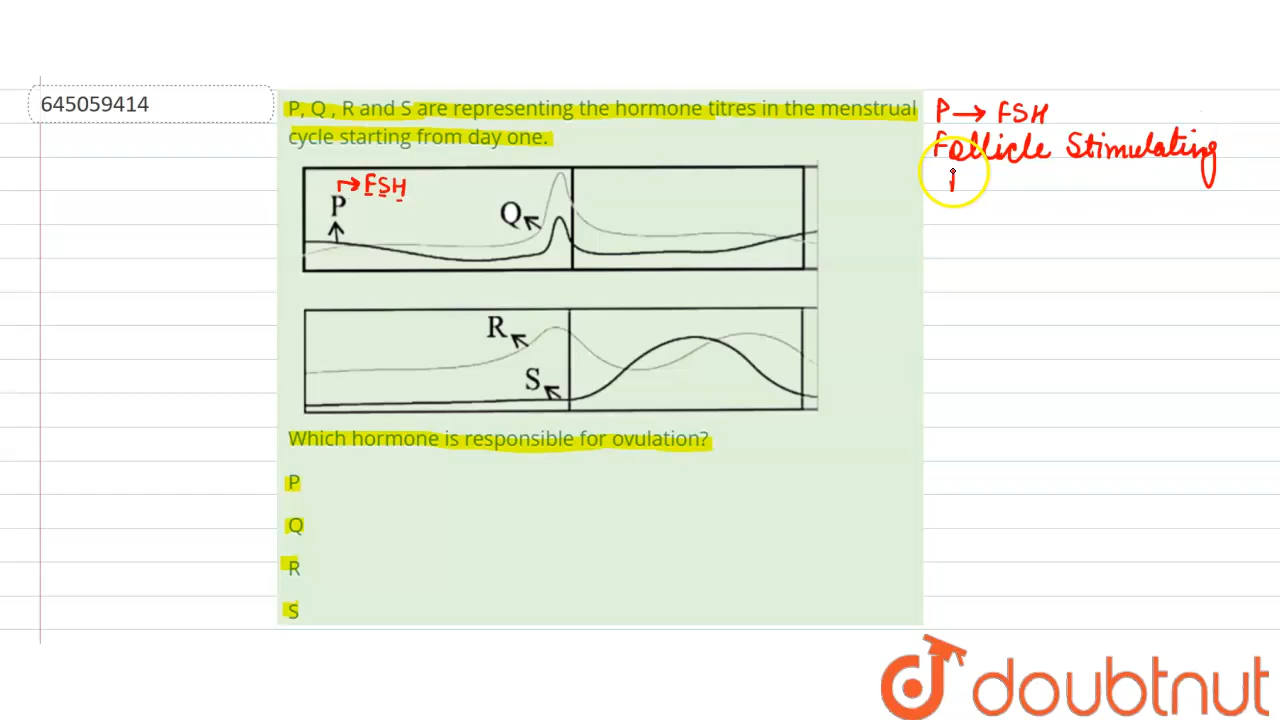 645059414
P, Q , R and S are representing the hormone titres in the menstrual
cycle starting from day one.
→ FSH
P
Q
R
S
Which hormone is responsible for ovulation?
P
Q
R
S
P → FSH
Follicle Stimulating
doubtnut